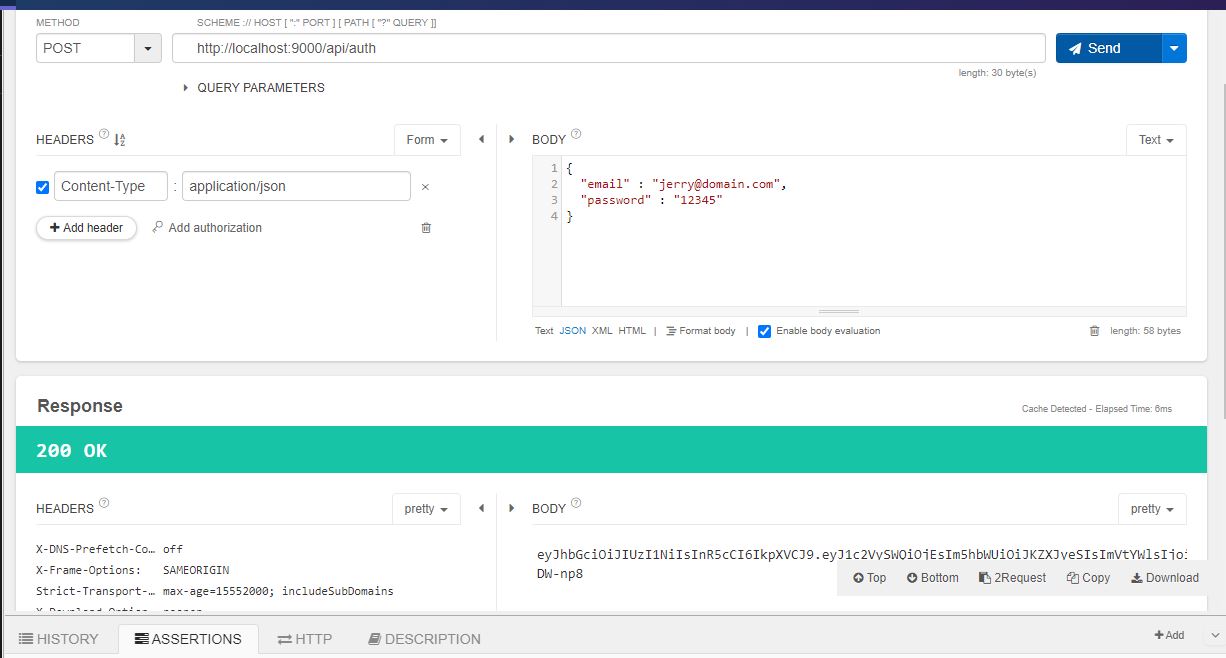 METHOD SCHEME :// HOST [ ":" PORT ] [ PATH [ "?" QUERY ]]
POST http://localhost:9000/api/auth Send
length: 30 byte(s)
QUERY PARAMETERS
HEADERS ? Form BODY ? Text
Content-Type : application/json ×
+ Add header Add authorization
1 {
2 "email" : "jerry@domain.com",
3 "password" : "12345"
4 }
Text JSON XML HTML | Format body | Enable body evaluation length: 58 bytes
Response Cache Detected - Elapsed Time: 6ms
200 OK
HEADERS ? pretty BODY ? pretty
X-DNS-Prefetch-Co… off
X-Frame-Options: SAMEORIGIN
Strict-Transport-… max-age=15552000; includeSubDomains
eyJhbGciOiJIUzI1NiIsInR5cCI6IkpXVCJ9.eyJ1c2VySWQiOjEsIm5hbWUiOiJKZXJyeSIsImVtYWlsIjoi
DW-np8
Top Bottom 2Request Copy Download
HISTORY ASSERTIONS HTTP DESCRIPTION + Add